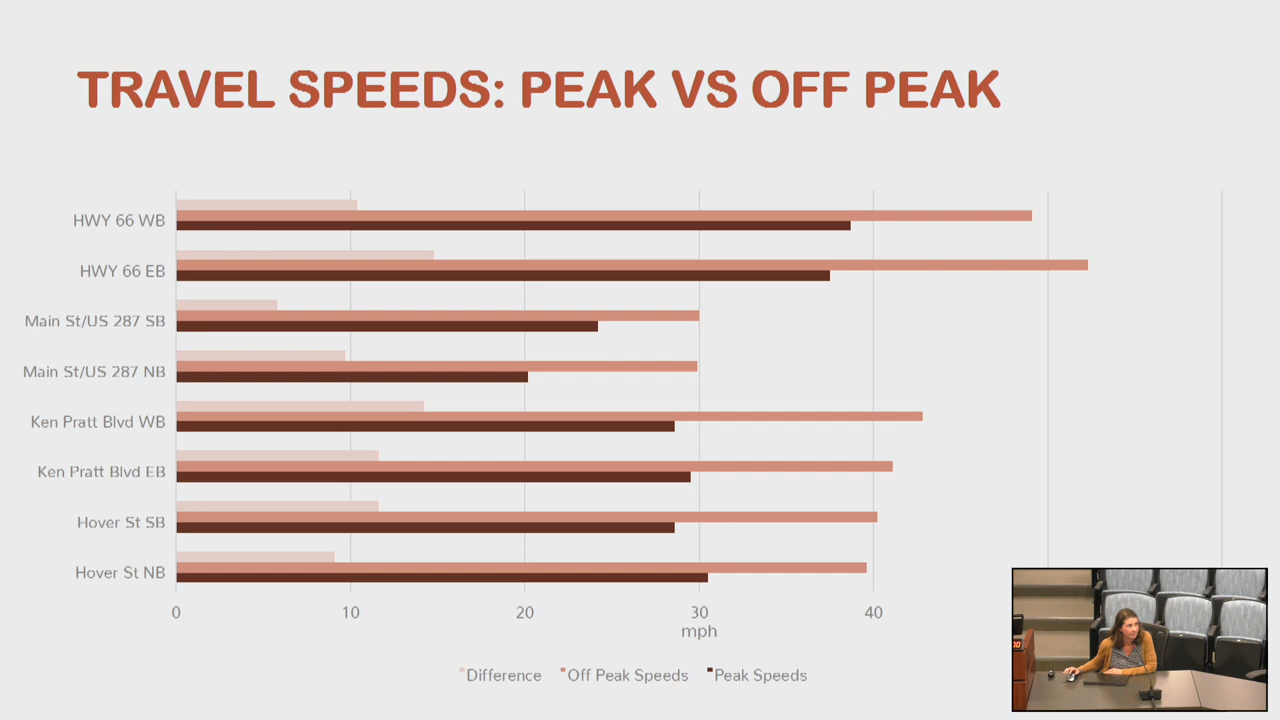 TRAVEL SPEEDS: PEAK VS OFF PEAK
HWY 66 WB
HWY 66 EB
Main St/US 287 SB
Main St/US 287 NB
Ken Pratt Blvd WB
Ken Pratt Blvd EB
Hover St SB
Hover St NB
0 10 20 30 40
mph
Difference Off Peak Speeds Peak Speeds